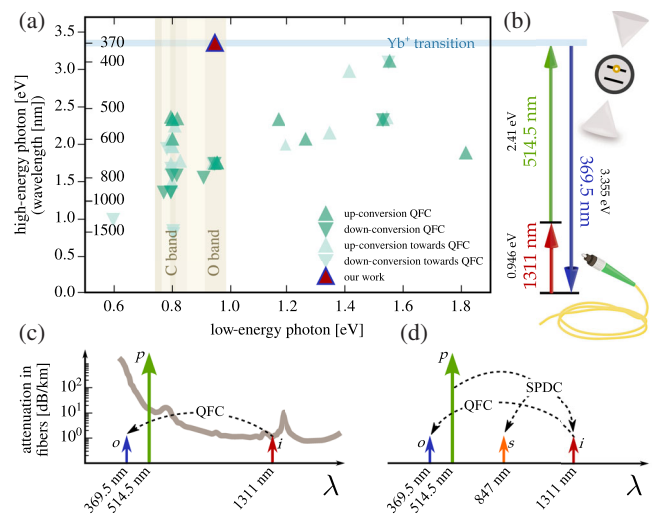 (a)
high-energy photon [eV]
(wavelength [nm])
3.5
3.0
2.5
2.0
1.5
1.0
0.5
0.0
370
400
500
600
800
1000
1500
Yb⁺ transition
C band
O band
up-conversion QFC
down-conversion QFC
up-conversion towards QFC
down-conversion towards QFC
our work
0.6 0.8 1.0 1.2 1.4 1.6 1.8
low-energy photon [eV]
(b)
2.41 eV
514.5 nm
0.946 eV
1311 nm
3.355 eV
369.5 nm
(c)
attenuation in
fibers [dB/km]
10²
10¹
10⁰
p
QFC
o
i
369.5 nm
514.5 nm
1311 nm
λ
(d)
p
SPDC
QFC
o
s
i
369.5 nm
514.5 nm
847 nm
1311 nm
λ